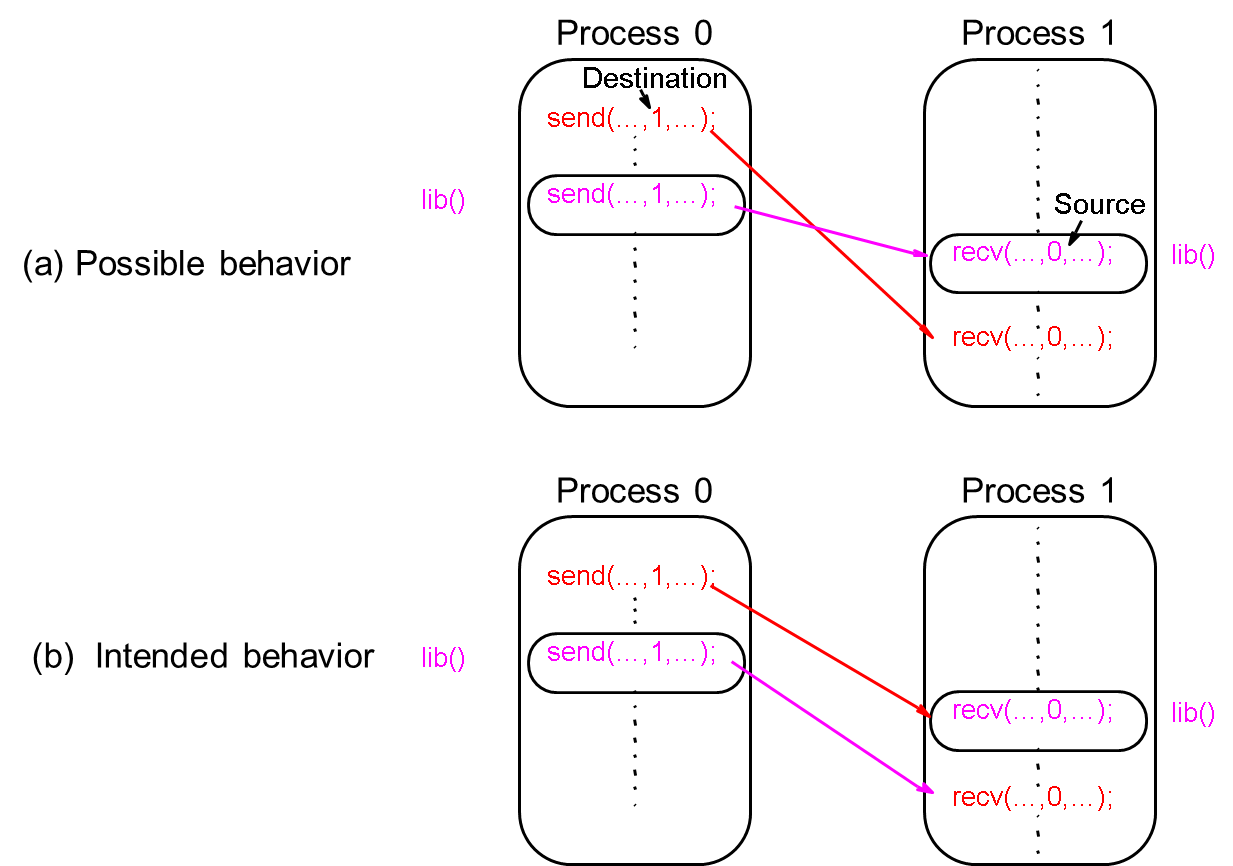 Process 0
Process 1
Destination
send(...,1,...);
lib()
send(...,1,...);
Source
recv(...,0,...);
lib()
(a) Possible behavior
recv(...,0,...);
Process 0
Process 1
send(...,1,...);
(b) Intended behavior
lib()
send(...,1,...);
recv(...,0,...);
lib()
recv(...,0,...);